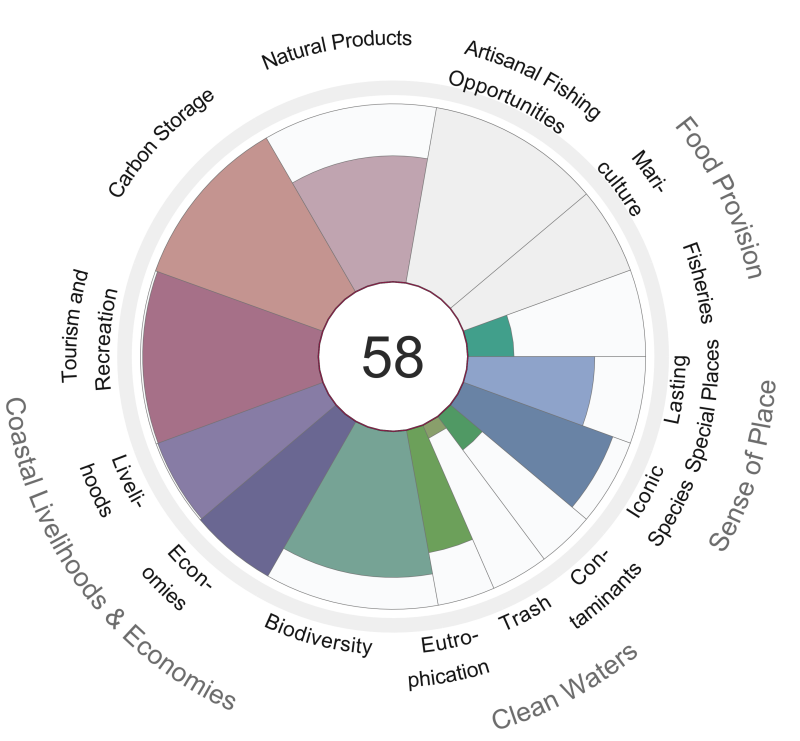 Natural Products
Artisanal Fishing
Opportunities
Mari-
culture
Food Provision
Fisheries
Lasting
Special Places
Iconic
Species
Sense of Place
Con-
taminants
Trash
Clean Waters
Eutro-
phication
Biodiversity
Econ-
omies
Liveli-
hoods
Coastal Livelihoods & Economies
Tourism and
Recreation
Carbon Storage
58